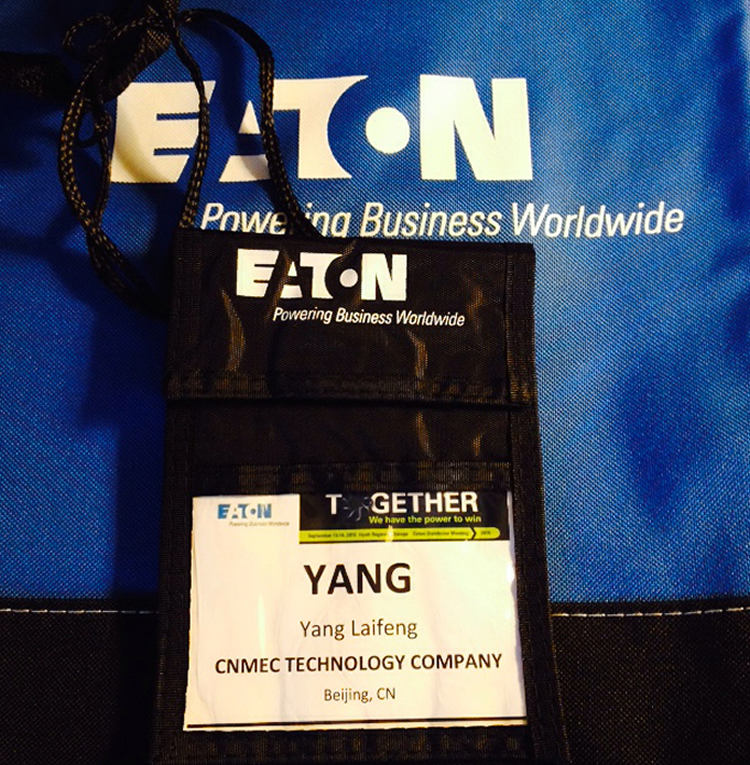 EATON
Powering Business Worldwide
EATON
Powering Business Worldwide
EATON
Powering Business Worldwide
TOGETHER
We have the power to win
YANG
Yang Laifeng
CNMEC TECHNOLOGY COMPANY
Beijing, CN